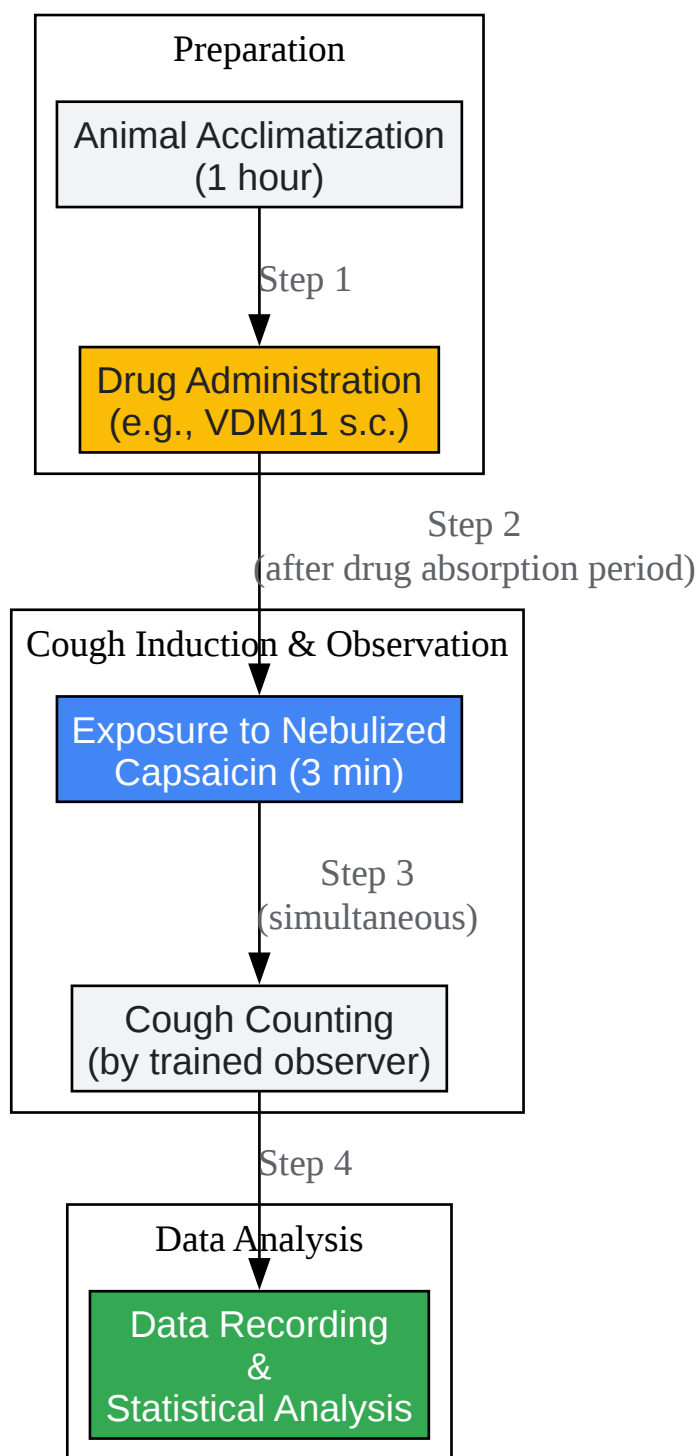 Preparation
Animal Acclimatization
(1 hour)
Step 1
Drug Administration
(e.g., VDM11 s.c.)
Step 2
(after drug absorption period)
Cough Induction & Observation
Exposure to Nebulized
Capsaicin (3 min)
Step 3
(simultaneous)
Cough Counting
(by trained observer)
Step 4
Data Analysis
Data Recording
&
Statistical Analysis